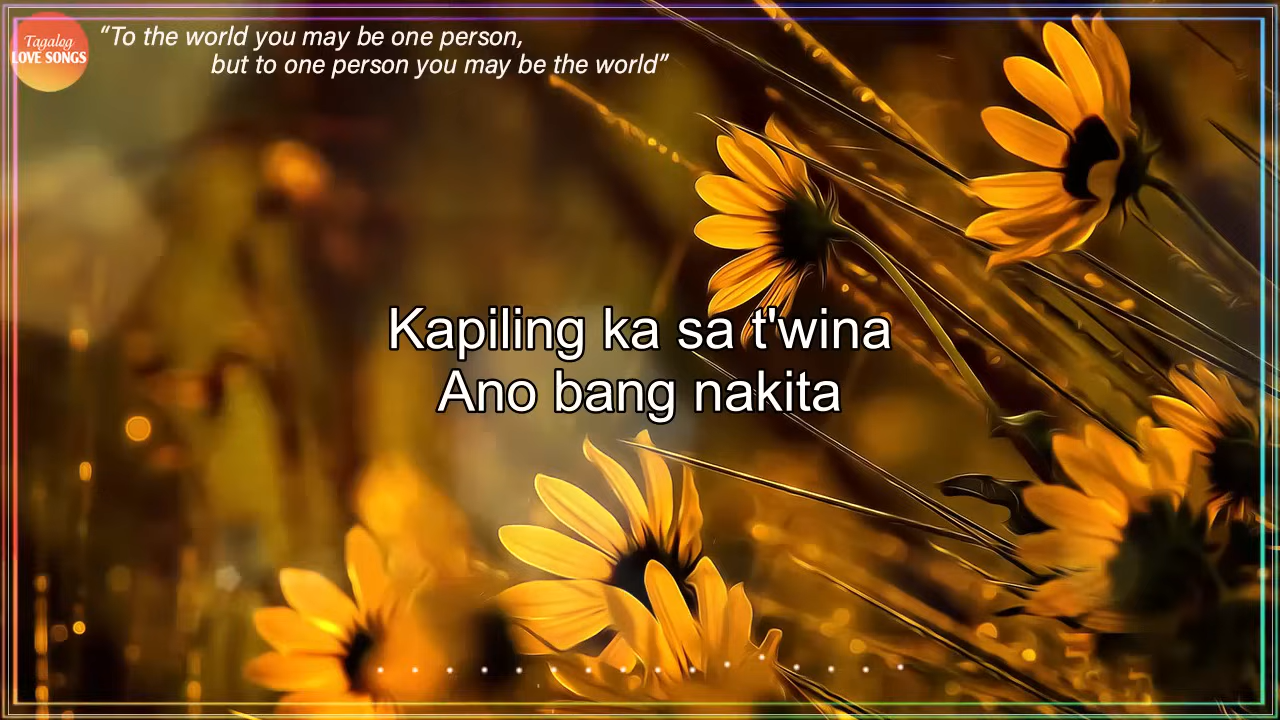 Tagalog
LOVE SONGS
“To the world you may be one person,
but to one person you may be the world”
Kapiling ka sa t'wina
Ano bang nakita